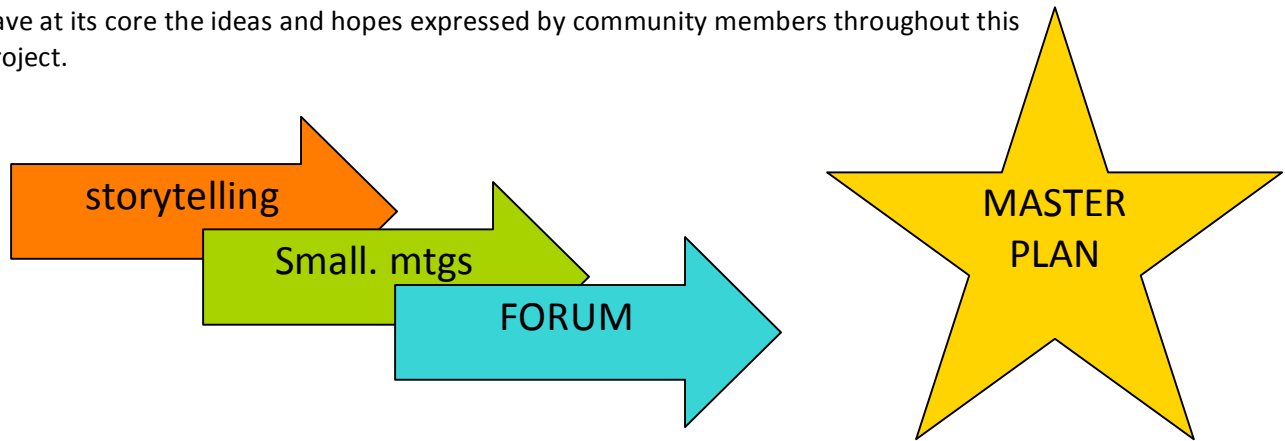 ave at its core the ideas and hopes expressed by community members throughout this
roject.
storytelling
Small. mtgs
FORUM
MASTER
PLAN